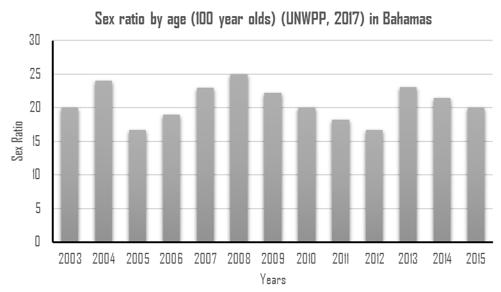 Sex ratio by age (100 year olds) (UNWPP, 2017) in Bahamas
30
25
20
15
10
5
0
Sex Ratio
2003 2004 2005 2006 2007 2008 2009 2010 2011 2012 2013 2014 2015
Years